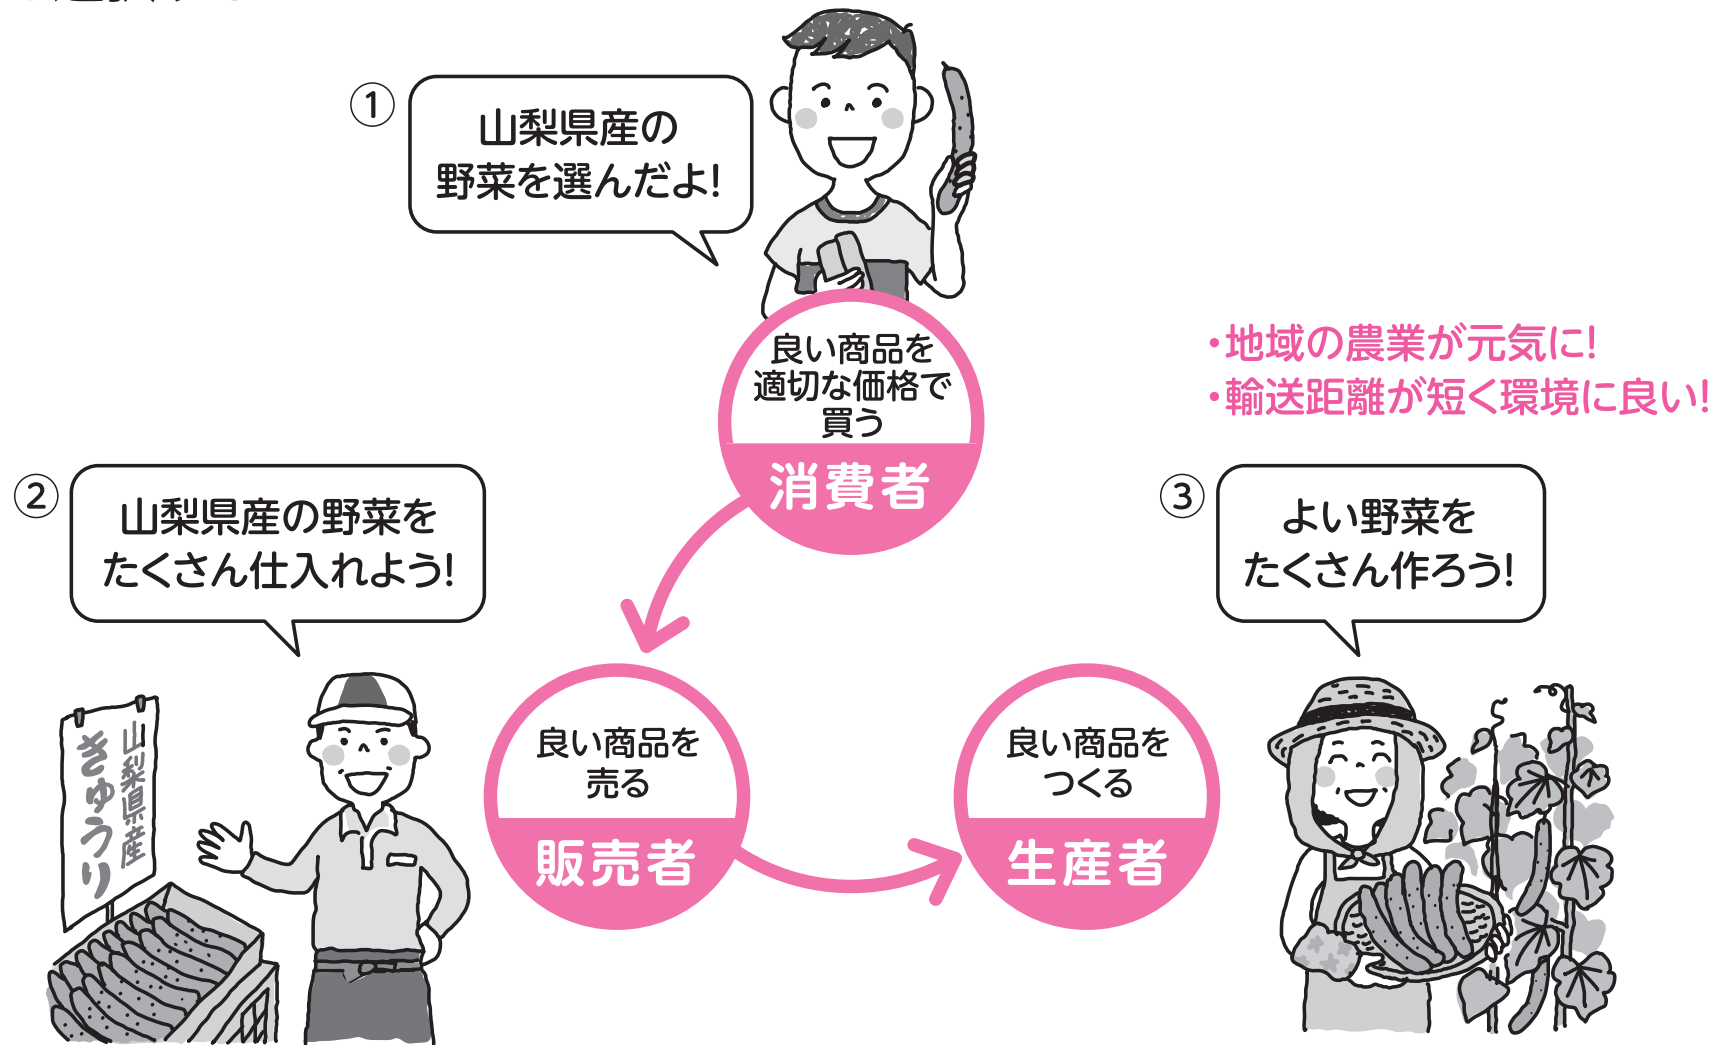 ①
山梨県産の
野菜を選んだよ!
良い商品を
適切な価格で
買う
消費者
・地域の農業が元気に!
・輸送距離が短く環境に良い!
②
山梨県産の野菜を
たくさん仕入れよう!
山梨県産
きゅうり
良い商品を
売る
販売者
③
よい野菜を
たくさん作ろう!
良い商品を
つくる
生産者